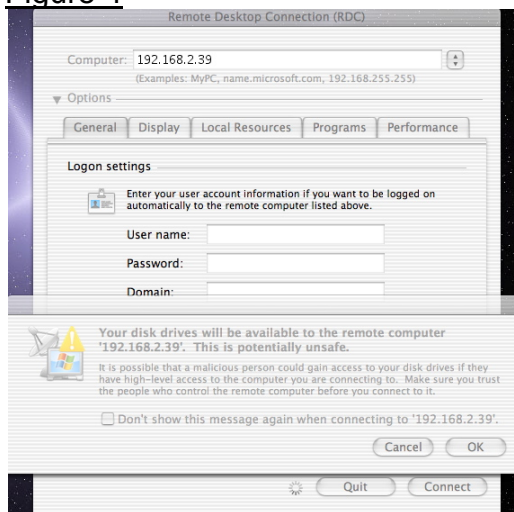 Remote Desktop Connection (RDC)
Computer: 192.168.2.39
(Examples: MyPC, name.microsoft.com, 192.168.255.255)
Options
General Display Local Resources Programs Performance
Logon settings
Enter your user account information if you want to be logged on
automatically to the remote computer listed above.
User name:
Password:
Domain:
Your disk drives will be available to the remote computer
'192.168.2.39'. This is potentially unsafe.
It is possible that a malicious person could gain access to your disk drives if they
have high-level access to the computer you are connecting to. Make sure you trust
the people who control the remote computer before you connect to it.
Don't show this message again when connecting to '192.168.2.39'.
Cancel OK
Quit Connect